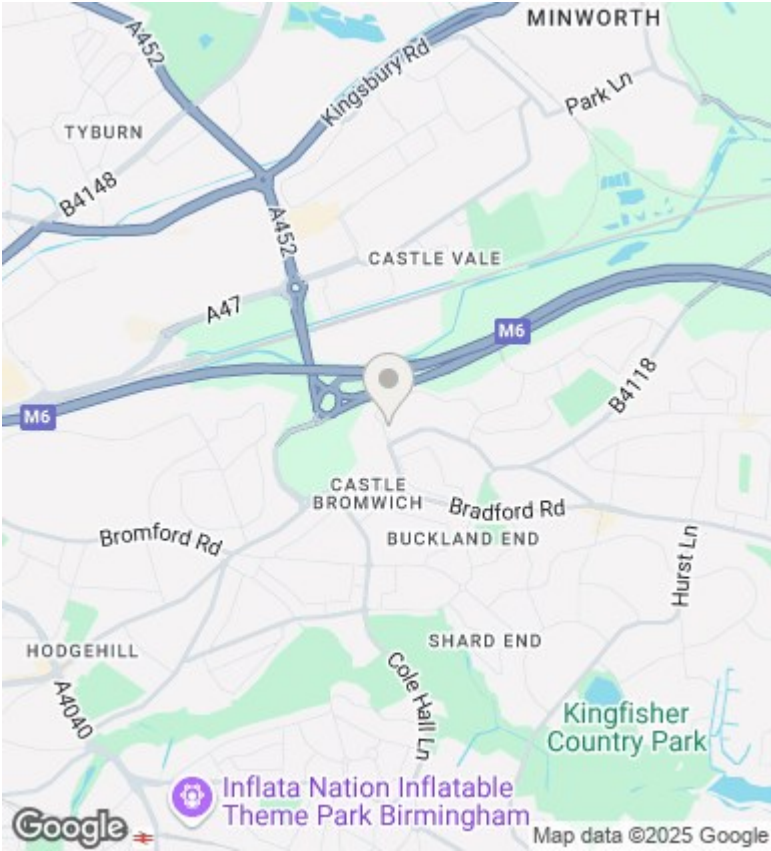 MINWORTH
A452
Kingsbury Rd
Park Ln
TYBURN
B4148
A452
CASTLE VALE
A47
M6
B4118
M6
CASTLE
BROMWICH
Bradford Rd
Bromford Rd
BUCKLAND END
Hurst Ln
SHARD END
HODGEHILL
Cole Hall Ln
A4040
Kingfisher
Country Park
Inflata Nation Inflatable
Theme Park Birmingham
Google
Map data ©2025 Google